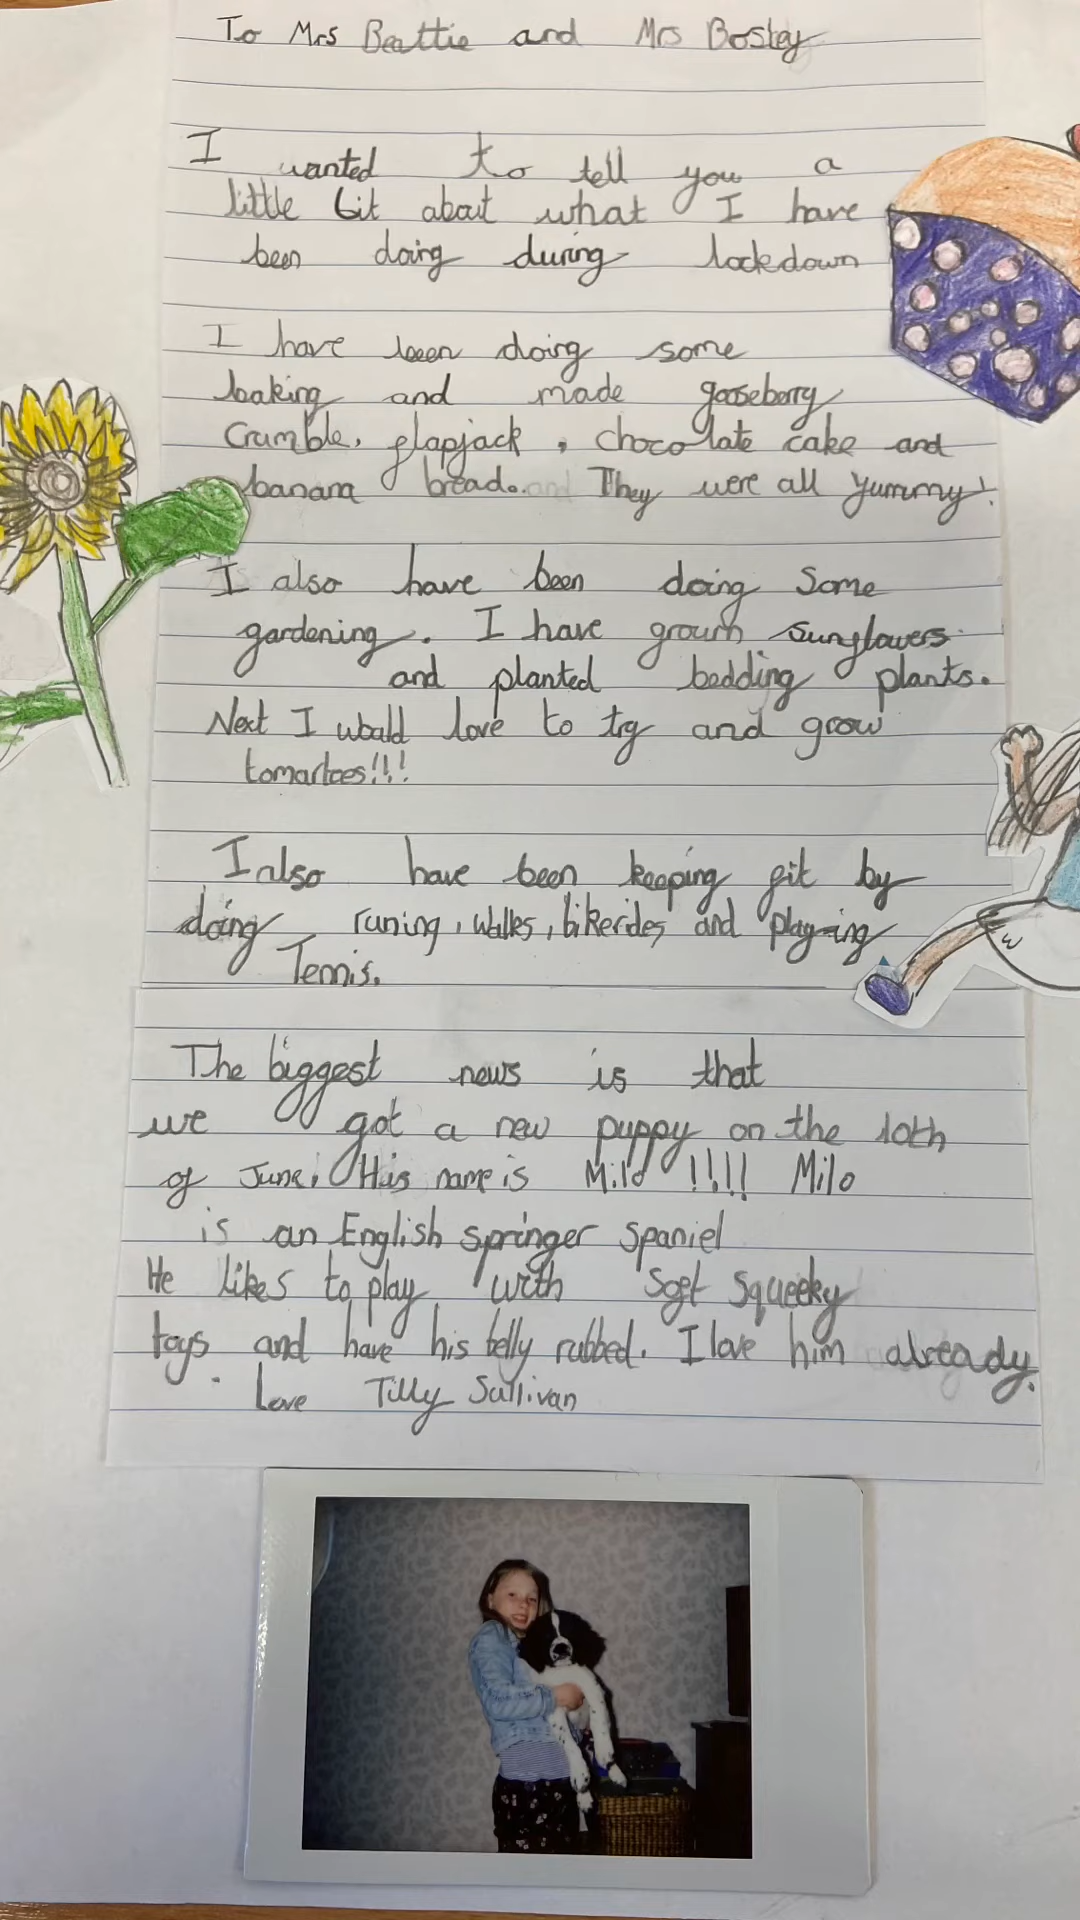 To Mrs Beattie and Mrs Bosley
I wanted to tell you a
little bit about what I have
been doing during lockdown
I have been doing some
baking and made gooseberry
Crumble, flapjack, chocolate cake and
banana bread. They were all yummy!
I also have been doing Some
gardening. I have grown sunflowers
and planted bedding plants.
Next I would love to try and grow
tomartoes!!!
I also have been keeping fit by
doing runing, walks, bikerides and playing
Tennis.
The biggest news is that
we got a new puppy on the 10th
of June. His name is Milo !!!! Milo
is an English springer spaniel
He likes to play with soft squeeky
toys and have his belly rubbed. I love him already.
Love Tilly Sullivan